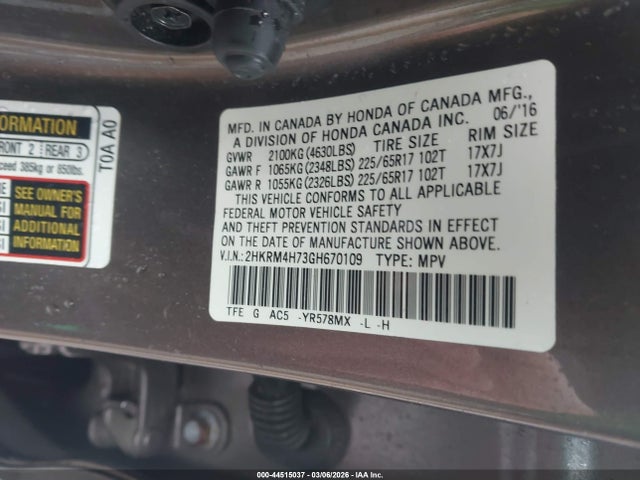 ORMATION
FRONT 2 REAR 3
xceed 385kg or 850lbs.
SEE OWNER'S
MANUAL FOR
ADDITIONAL
INFORMATION
T0A A0
MFD. IN CANADA BY HONDA OF CANADA MFG.,
A DIVISION OF HONDA CANADA INC. 06/'16
GVWR 2100KG(4630LBS) TIRE SIZE RIM SIZE
GAWR F 1065KG(2348LBS) 225/65R17 102T 17X7J
GAWR R 1055KG(2326LBS) 225/65R17 102T 17X7J
THIS VEHICLE CONFORMS TO ALL APPLICABLE
FEDERAL MOTOR VEHICLE SAFETY
AND THEFT PREVENTION STANDARDS IN EFFECT
ON THE DATE OF MANUFACTURE SHOWN ABOVE.
V.I.N.: 2HKRM4H73GH670109 TYPE: MPV
TFE G AC5 -YR578MX -L -H
000-44515037 - 03/06/2026 - IAA Inc.